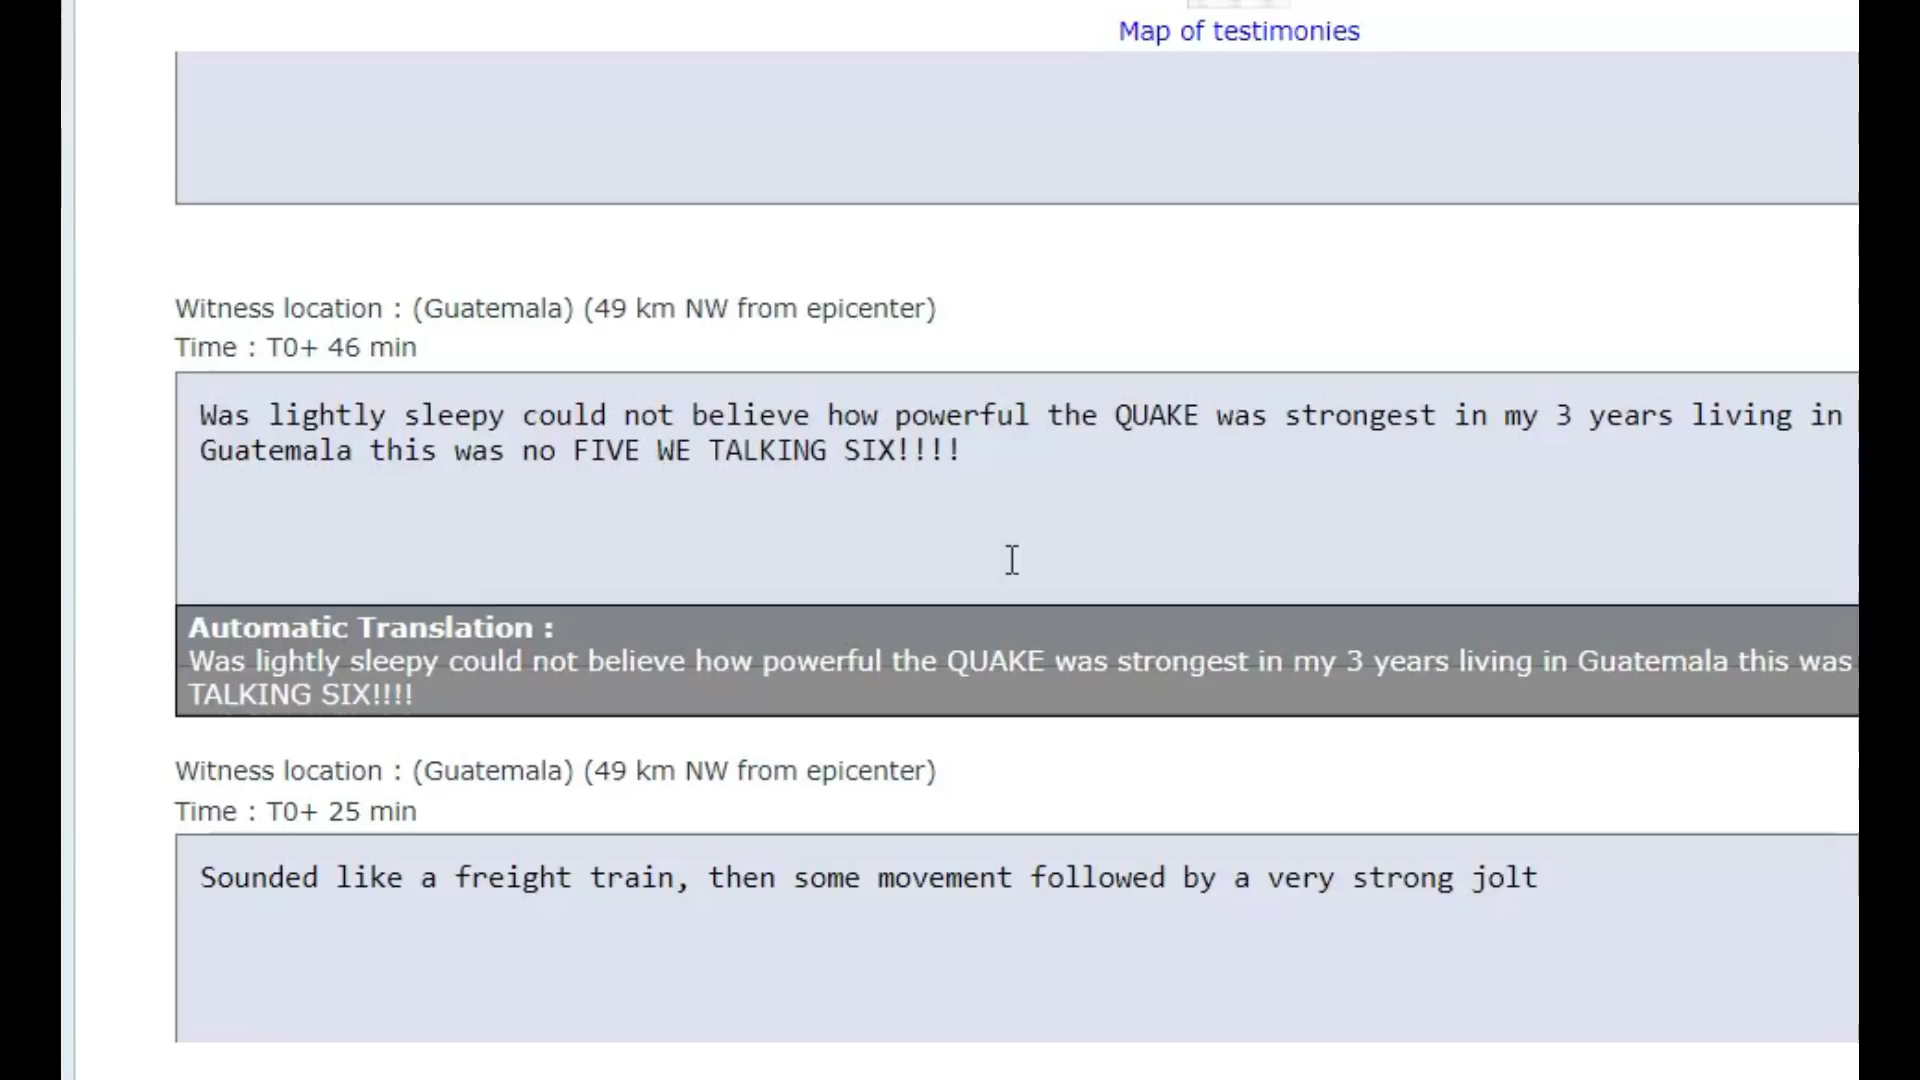 Map of testimonies
Witness location : (Guatemala) (49 km NW from epicenter)
Time : T0+ 46 min
Was lightly sleepy could not believe how powerful the QUAKE was strongest in my 3 years living in
Guatemala this was no FIVE WE TALKING SIX!!!!
Automatic Translation :
Was lightly sleepy could not believe how powerful the QUAKE was strongest in my 3 years living in Guatemala this was
TALKING SIX!!!!
Witness location : (Guatemala) (49 km NW from epicenter)
Time : T0+ 25 min
Sounded like a freight train, then some movement followed by a very strong jolt